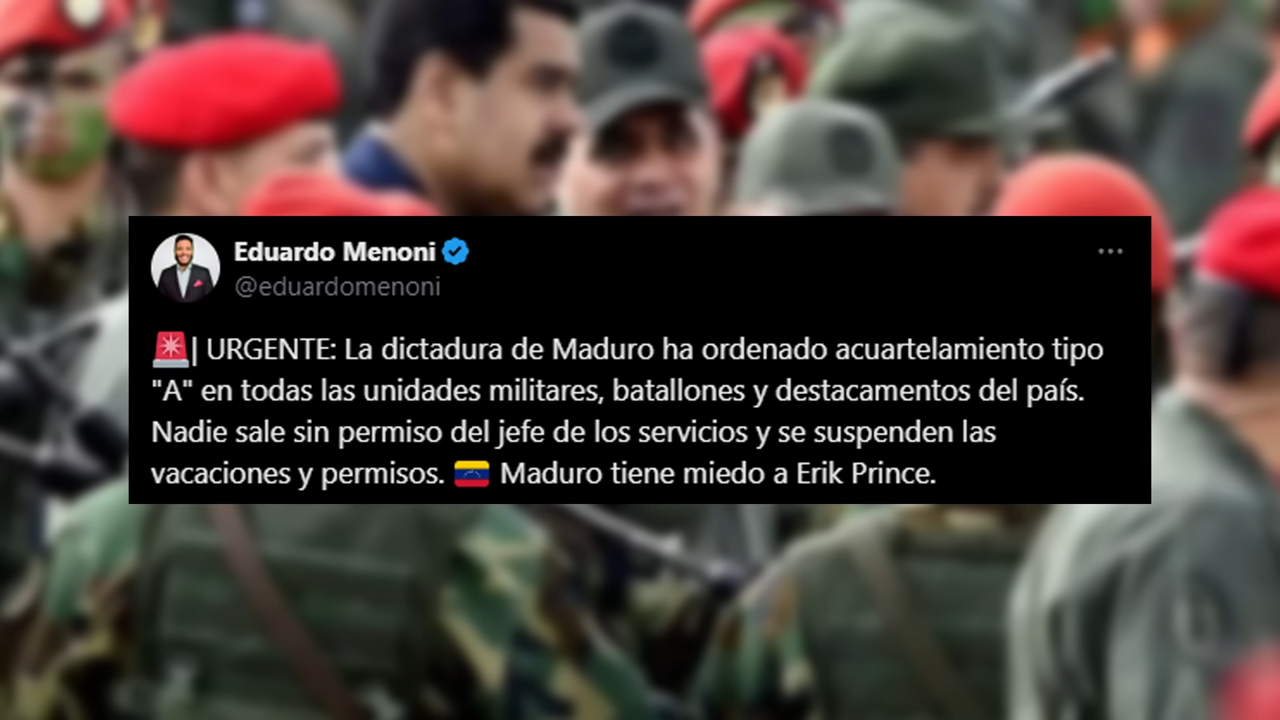 Eduardo Menoni
@eduardomenoni
🚨| URGENTE: La dictadura de Maduro ha ordenado acuartelamiento tipo
"A" en todas las unidades militares, batallones y destacamentos del país.
Nadie sale sin permiso del jefe de los servicios y se suspenden las
vacaciones y permisos. 🇻🇪 Maduro tiene miedo a Erik Prince.